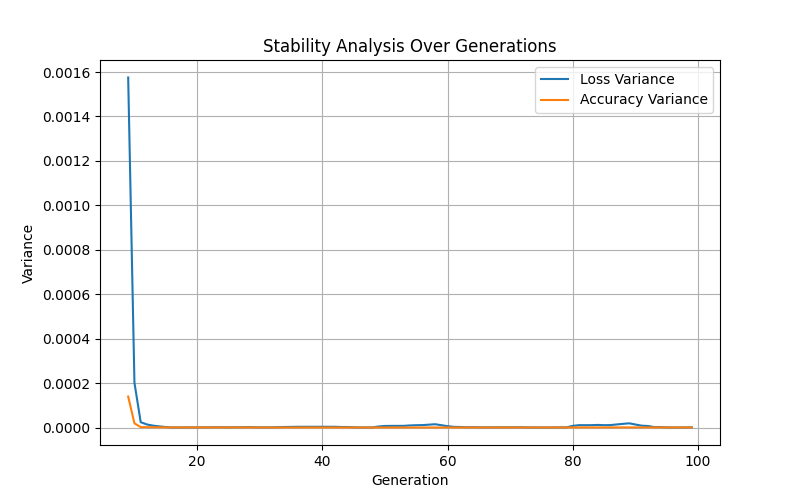 Stability Analysis Over Generations
Loss Variance
Accuracy Variance
Variance
0.0016
0.0014
0.0012
0.0010
0.0008
0.0006
0.0004
0.0002
0.0000
20 40 60 80 100
Generation